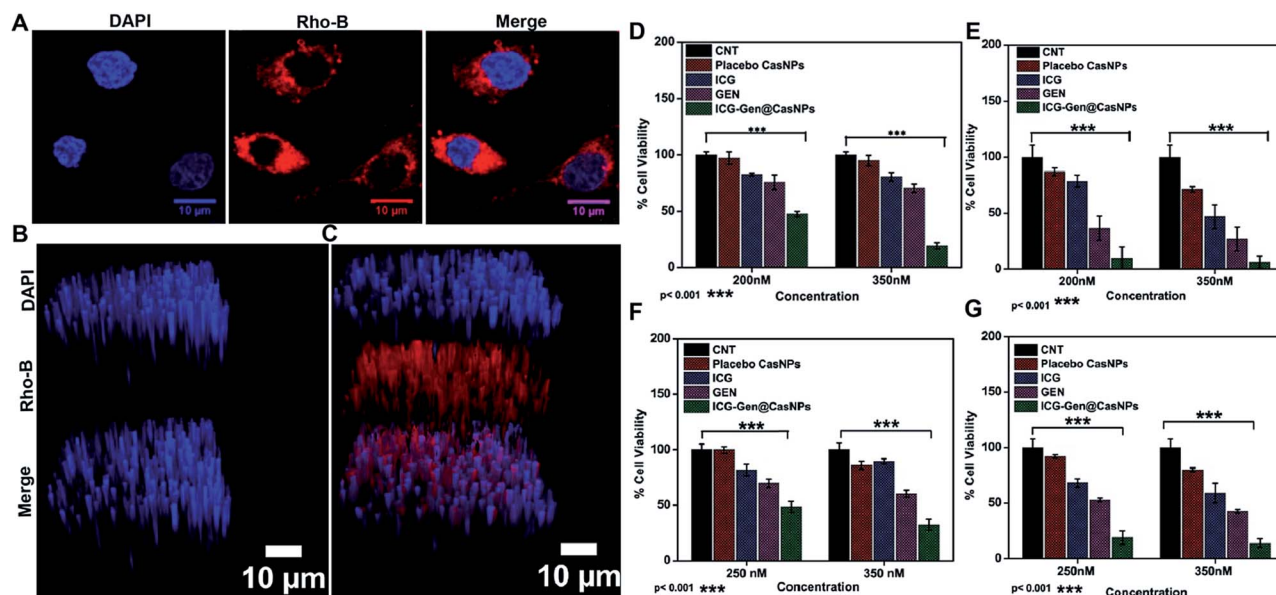 A
DAPI
Rho-B
Merge
10 µm
10 µm
10 µm
B
C
DAPI
Rho-B
Merge
10 µm
10 µm
D
200
150
100
50
0
% Cell Viability
CNT
Placebo CasNPs
ICG
GEN
ICG-Gen@CasNPs
***
***
200nM
350nM
p< 0.001 ***
Concentration
E
200
150
100
50
0
% Cell Viability
CNT
Placebo CasNPs
ICG
GEN
ICG-Gen@CasNPs
***
***
200nM
350nM
p< 0.001 ***
Concentration
F
200
150
100
50
0
% Cell Viability
CNT
Placebo CasNPs
ICG
GEN
ICG-Gen@CasNPs
***
***
250 nM
350 nM
p< 0.001 ***
Concentration
G
200
150
100
50
0
% Cell Viability
CNT
Placebo CasNPs
ICG
GEN
ICG-Gen@CasNPs
***
***
250nM
350nM
p< 0.001 ***
Concentration